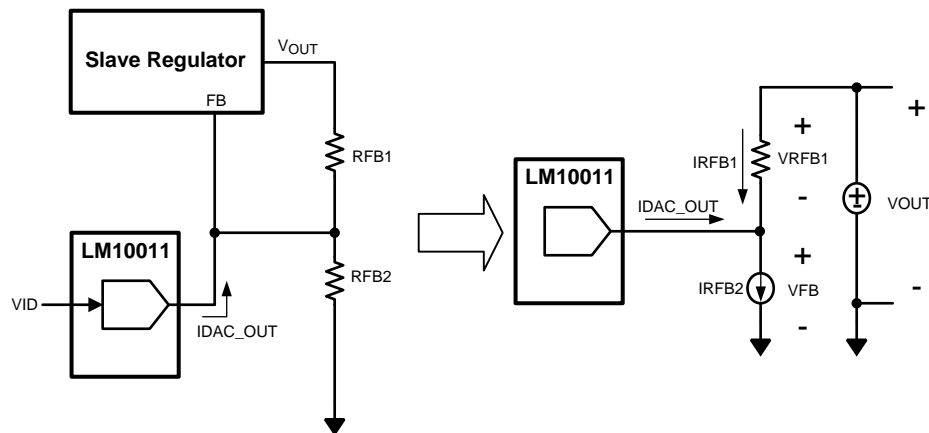 Slave Regulator
VOUT
FB
RFB1
LM10011
VID
IDAC_OUT
RFB2
LM10011
IDAC_OUT
IRFB1
+
VRFB1
-
IRFB2
+
VFB
-
+
VOUT
-